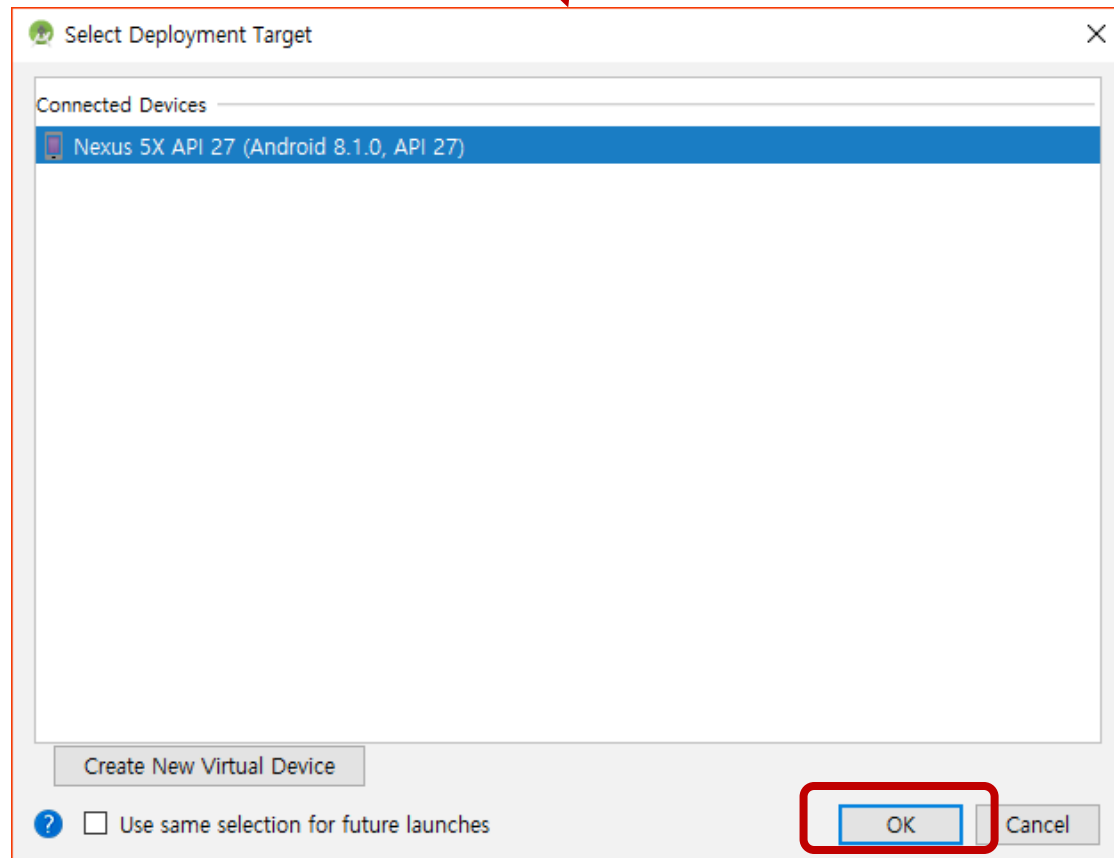 Select Deployment Target
Connected Devices
Nexus 5X API 27 (Android 8.1.0, API 27)
Create New Virtual Device
? Use same selection for future launches OK Cancel